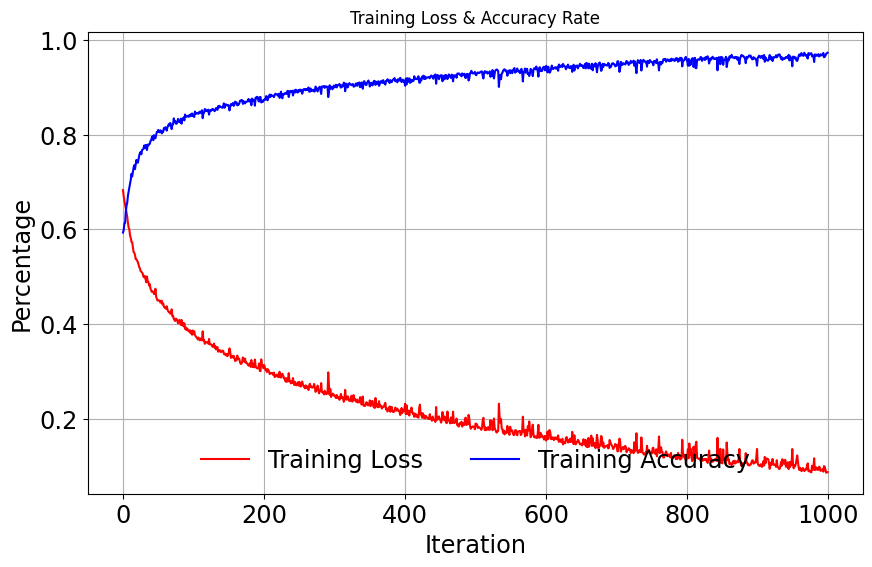 Training Loss & Accuracy Rate
1.0
0.8
0.6
0.4
0.2
Percentage
Training Loss
Training Accuracy
0 200 400 600 800 1000
Iteration